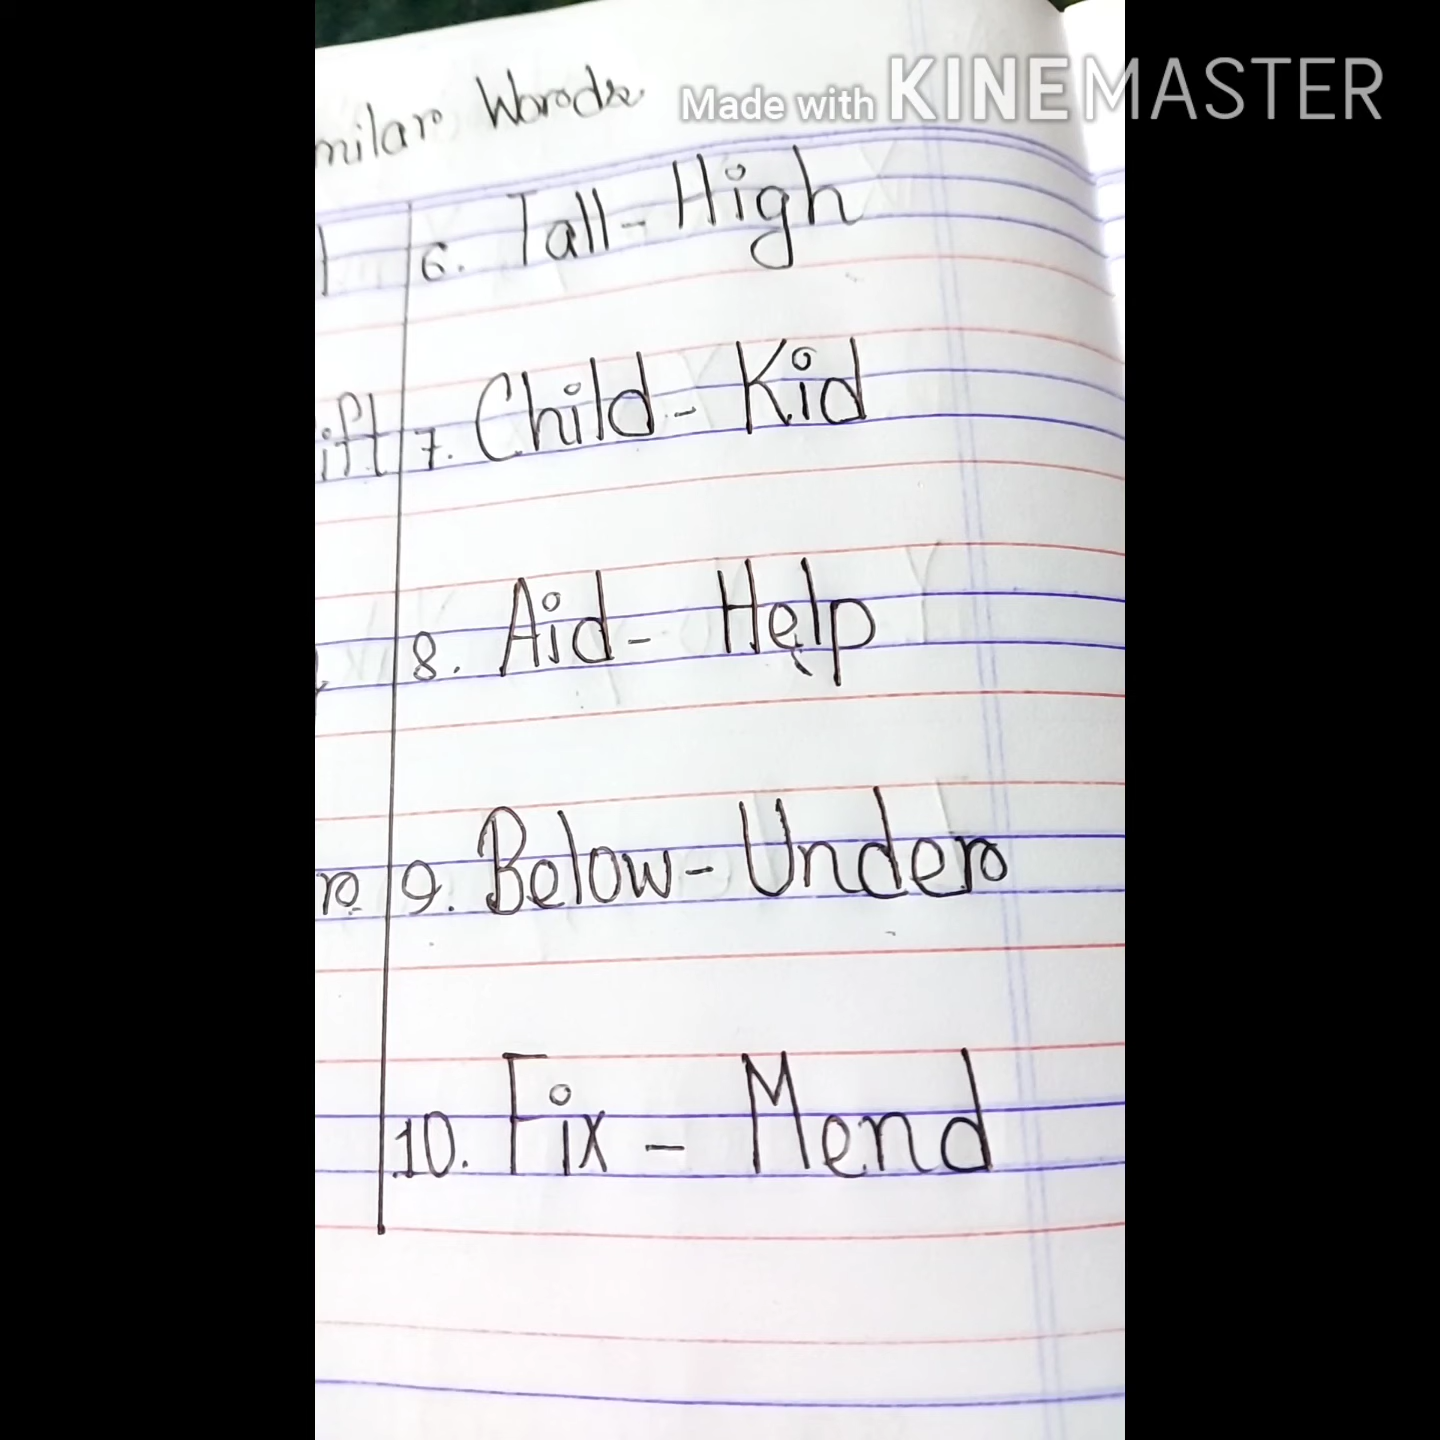 milar Words
Made with KINEMASTER
6. Tall - High
ift 7. Child - Kid
8. Aid - Help
r. 9. Below - Under
10. Fix - Mend